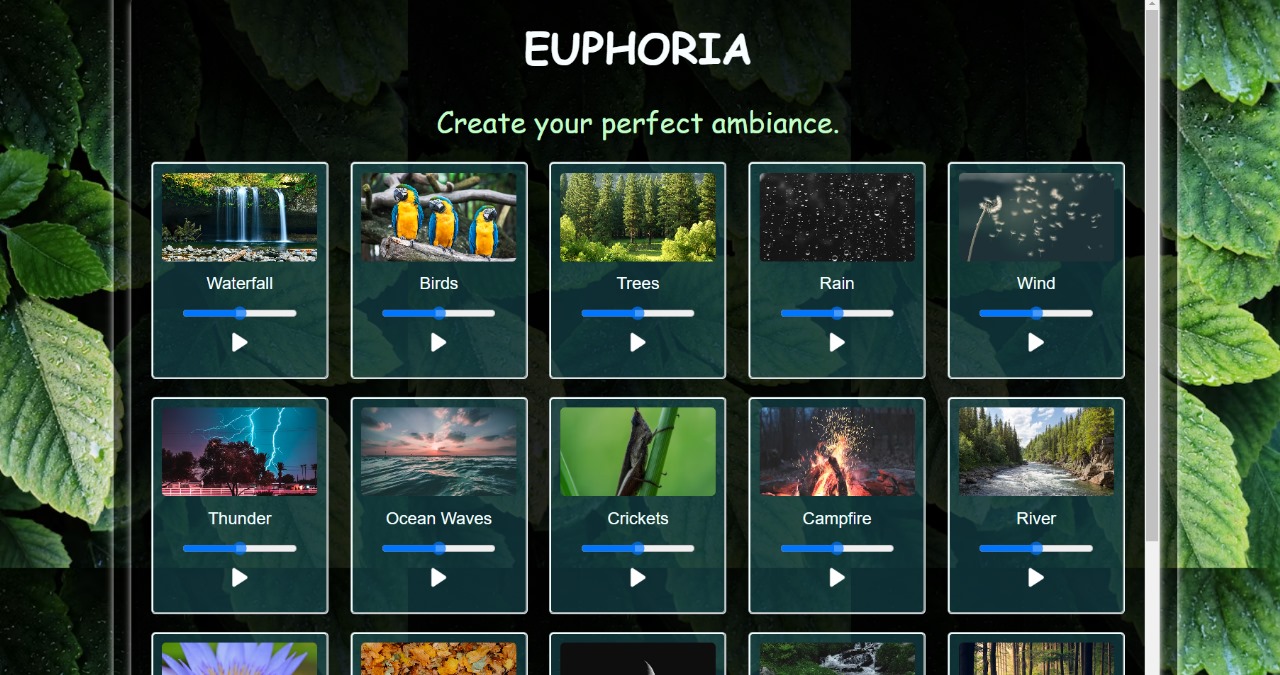 EUPHORIA
Create your perfect ambiance.
Waterfall
Birds
Trees
Rain
Wind
Thunder
Ocean Waves
Crickets
Campfire
River